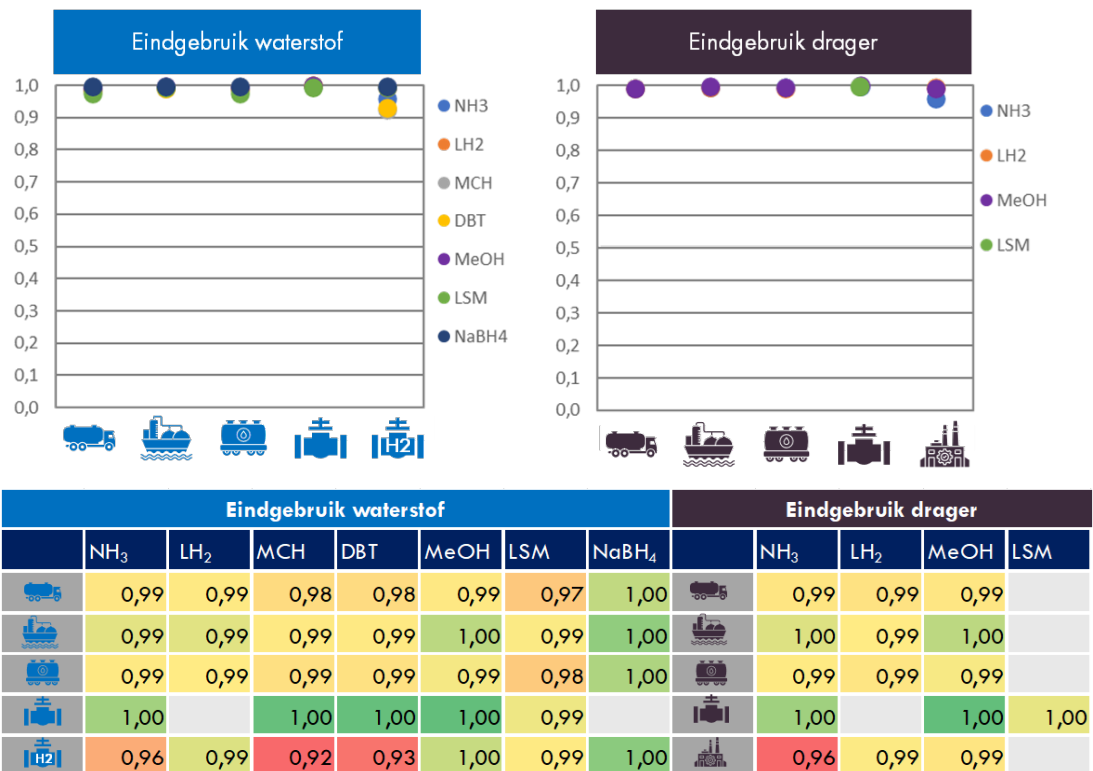 Eindgebruik waterstof
1,0
0,9
0,8
0,7
0,6
0,5
0,4
0,3
0,2
0,1
0,0
NH3
LH2
MCH
DBT
MeOH
LSM
NaBH4
H2
Eindgebruik drager
1,0
0,9
0,8
0,7
0,6
0,5
0,4
0,3
0,2
0,1
0,0
NH3
LH2
MeOH
LSM
Eindgebruik waterstof Eindgebruik drager
NH₃ LH₂ MCH DBT MeOH LSM NaBH₄ NH₃ LH₂ MeOH LSM
0,99 0,99 0,98 0,98 0,99 0,97 1,00 0,99 0,99 0,99
0,99 0,99 0,99 0,99 1,00 0,99 1,00 1,00 0,99 1,00
0,99 0,99 0,99 0,99 0,99 0,98 1,00 0,99 0,99 0,99
1,00 1,00 1,00 1,00 0,99 1,00 1,00 1,00
H2 0,96 0,99 0,92 0,93 1,00 0,99 1,00 0,96 0,99 0,99